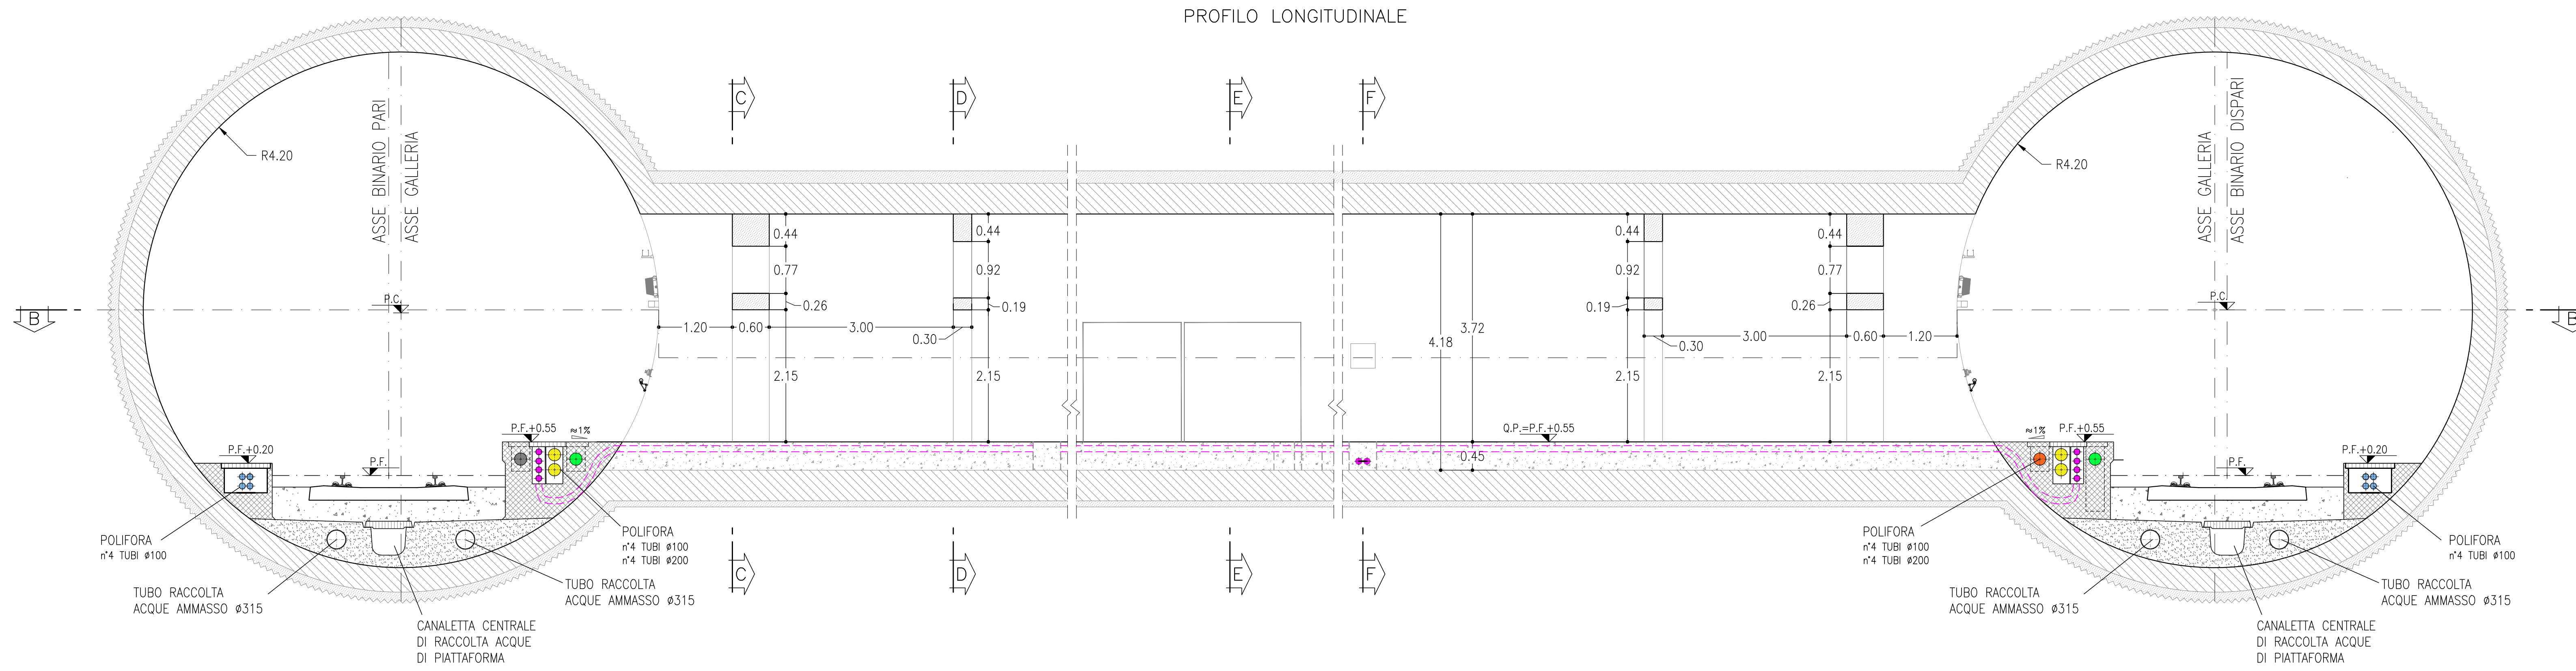 PROFILO LONGITUDINALE
C
D
E
F
ASSE BINARIO PARI
ASSE GALLERIA
ASSE GALLERIA
ASSE BINARIO DISPARI
R4.20
R4.20
0.44
0.44
0.44
0.44
0.77
0.92
0.92
0.77
P.C.
P.C.
0.26
0.19
0.19
0.26
B
B
1.20
0.60
3.00
0.30
3.72
4.18
0.30
3.00
0.60
1.20
2.15
2.15
2.15
2.15
P.F.+0.55
≈1%
Q.P.=P.F.+0.55
≈1%
P.F.+0.55
P.F.+0.20
P.F.
0.45
P.F.
P.F.+0.20
POLIFORA
n°4 TUBI ø100
POLIFORA
n°4 TUBI ø100
n°4 TUBI ø200
POLIFORA
n°4 TUBI ø100
n°4 TUBI ø200
POLIFORA
n°4 TUBI ø100
C
D
E
F
TUBO RACCOLTA
ACQUE AMMASSO ø315
TUBO RACCOLTA
ACQUE AMMASSO ø315
TUBO RACCOLTA
ACQUE AMMASSO ø315
TUBO RACCOLTA
ACQUE AMMASSO ø315
CANALETTA CENTRALE
DI RACCOLTA ACQUE
DI PIATTAFORMA
CANALETTA CENTRALE
DI RACCOLTA ACQUE
DI PIATTAFORMA